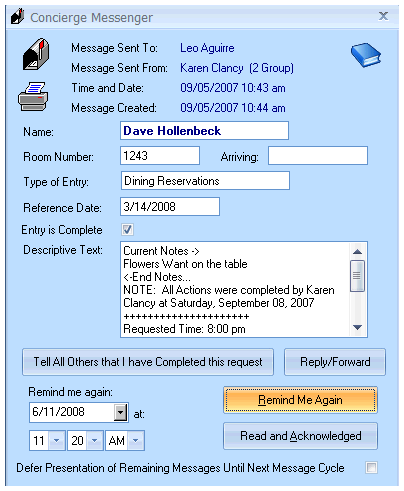 Concierge Messenger
Message Sent To: Leo Aguirre
Message Sent From: Karen Clancy (2 Group)
Time and Date: 09/05/2007 10:43 am
Message Created: 09/05/2007 10:44 am
Name: Dave Hollenbeck
Room Number: 1243 Arriving:
Type of Entry: Dining Reservations
Reference Date: 3/14/2008
Entry is Complete
Descriptive Text: Current Notes ->
Flowers Want on the table
<-End Notes...
NOTE: All Actions were completed by Karen
Clancy at Saturday, September 08, 2007
+++++++++++++++++++++
Requested Time: 8:00 pm
Tell All Others that I have Completed this request Reply/Forward
Remind me again:
6/11/2008 at: Remind Me Again
11 20 AM Read and Acknowledged
Defer Presentation of Remaining Messages Until Next Message Cycle